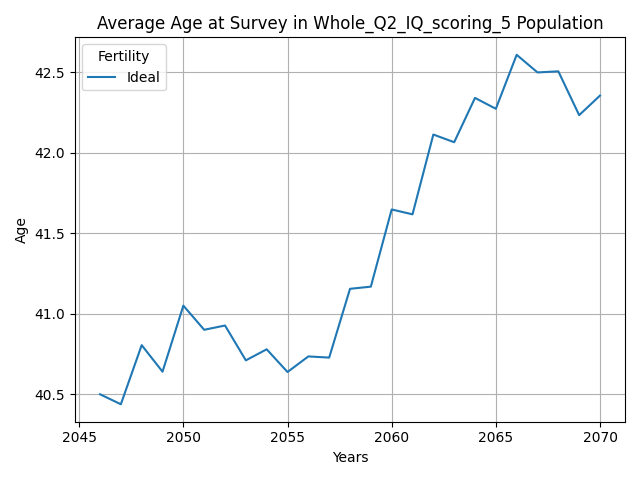 Average Age at Survey in Whole_Q2_IQ_scoring_5 Population
Fertility
Ideal
42.5
42.0
41.5
41.0
40.5
Age
2045 2050 2055 2060 2065 2070
Years